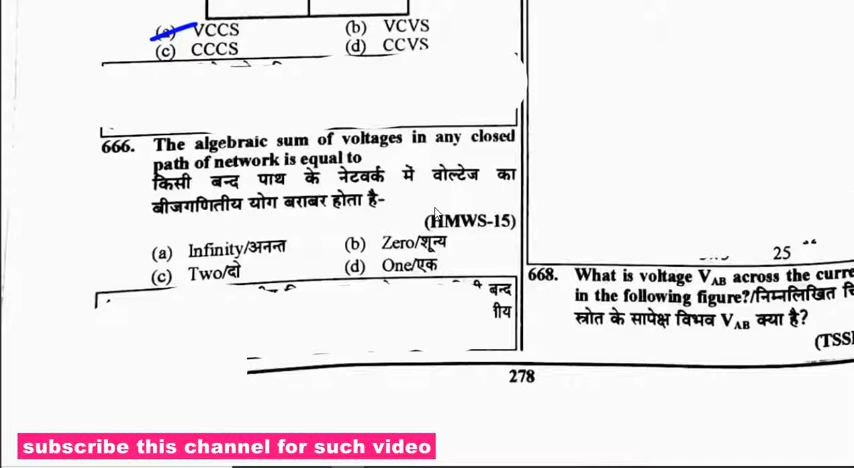 (a) VCCS (b) VCVS
(c) CCCS (d) CCVS
666. The algebraic sum of voltages in any closed
path of network is equal to
किसी बन्द पाथ के नेटवर्क में वोल्टेज का
बीजगणितीय योग बराबर होता है-
(HMWS-15)
(a) Infinity/अनन्त (b) Zero/शून्य
(c) Two/दो (d) One/एक
बन्द
25
668. What is voltage VAB across the curre
in the following figure?/निम्नलिखित चि
स्रोत के सापेक्ष विभव VAB क्या है?
278
subscribe this channel for such video